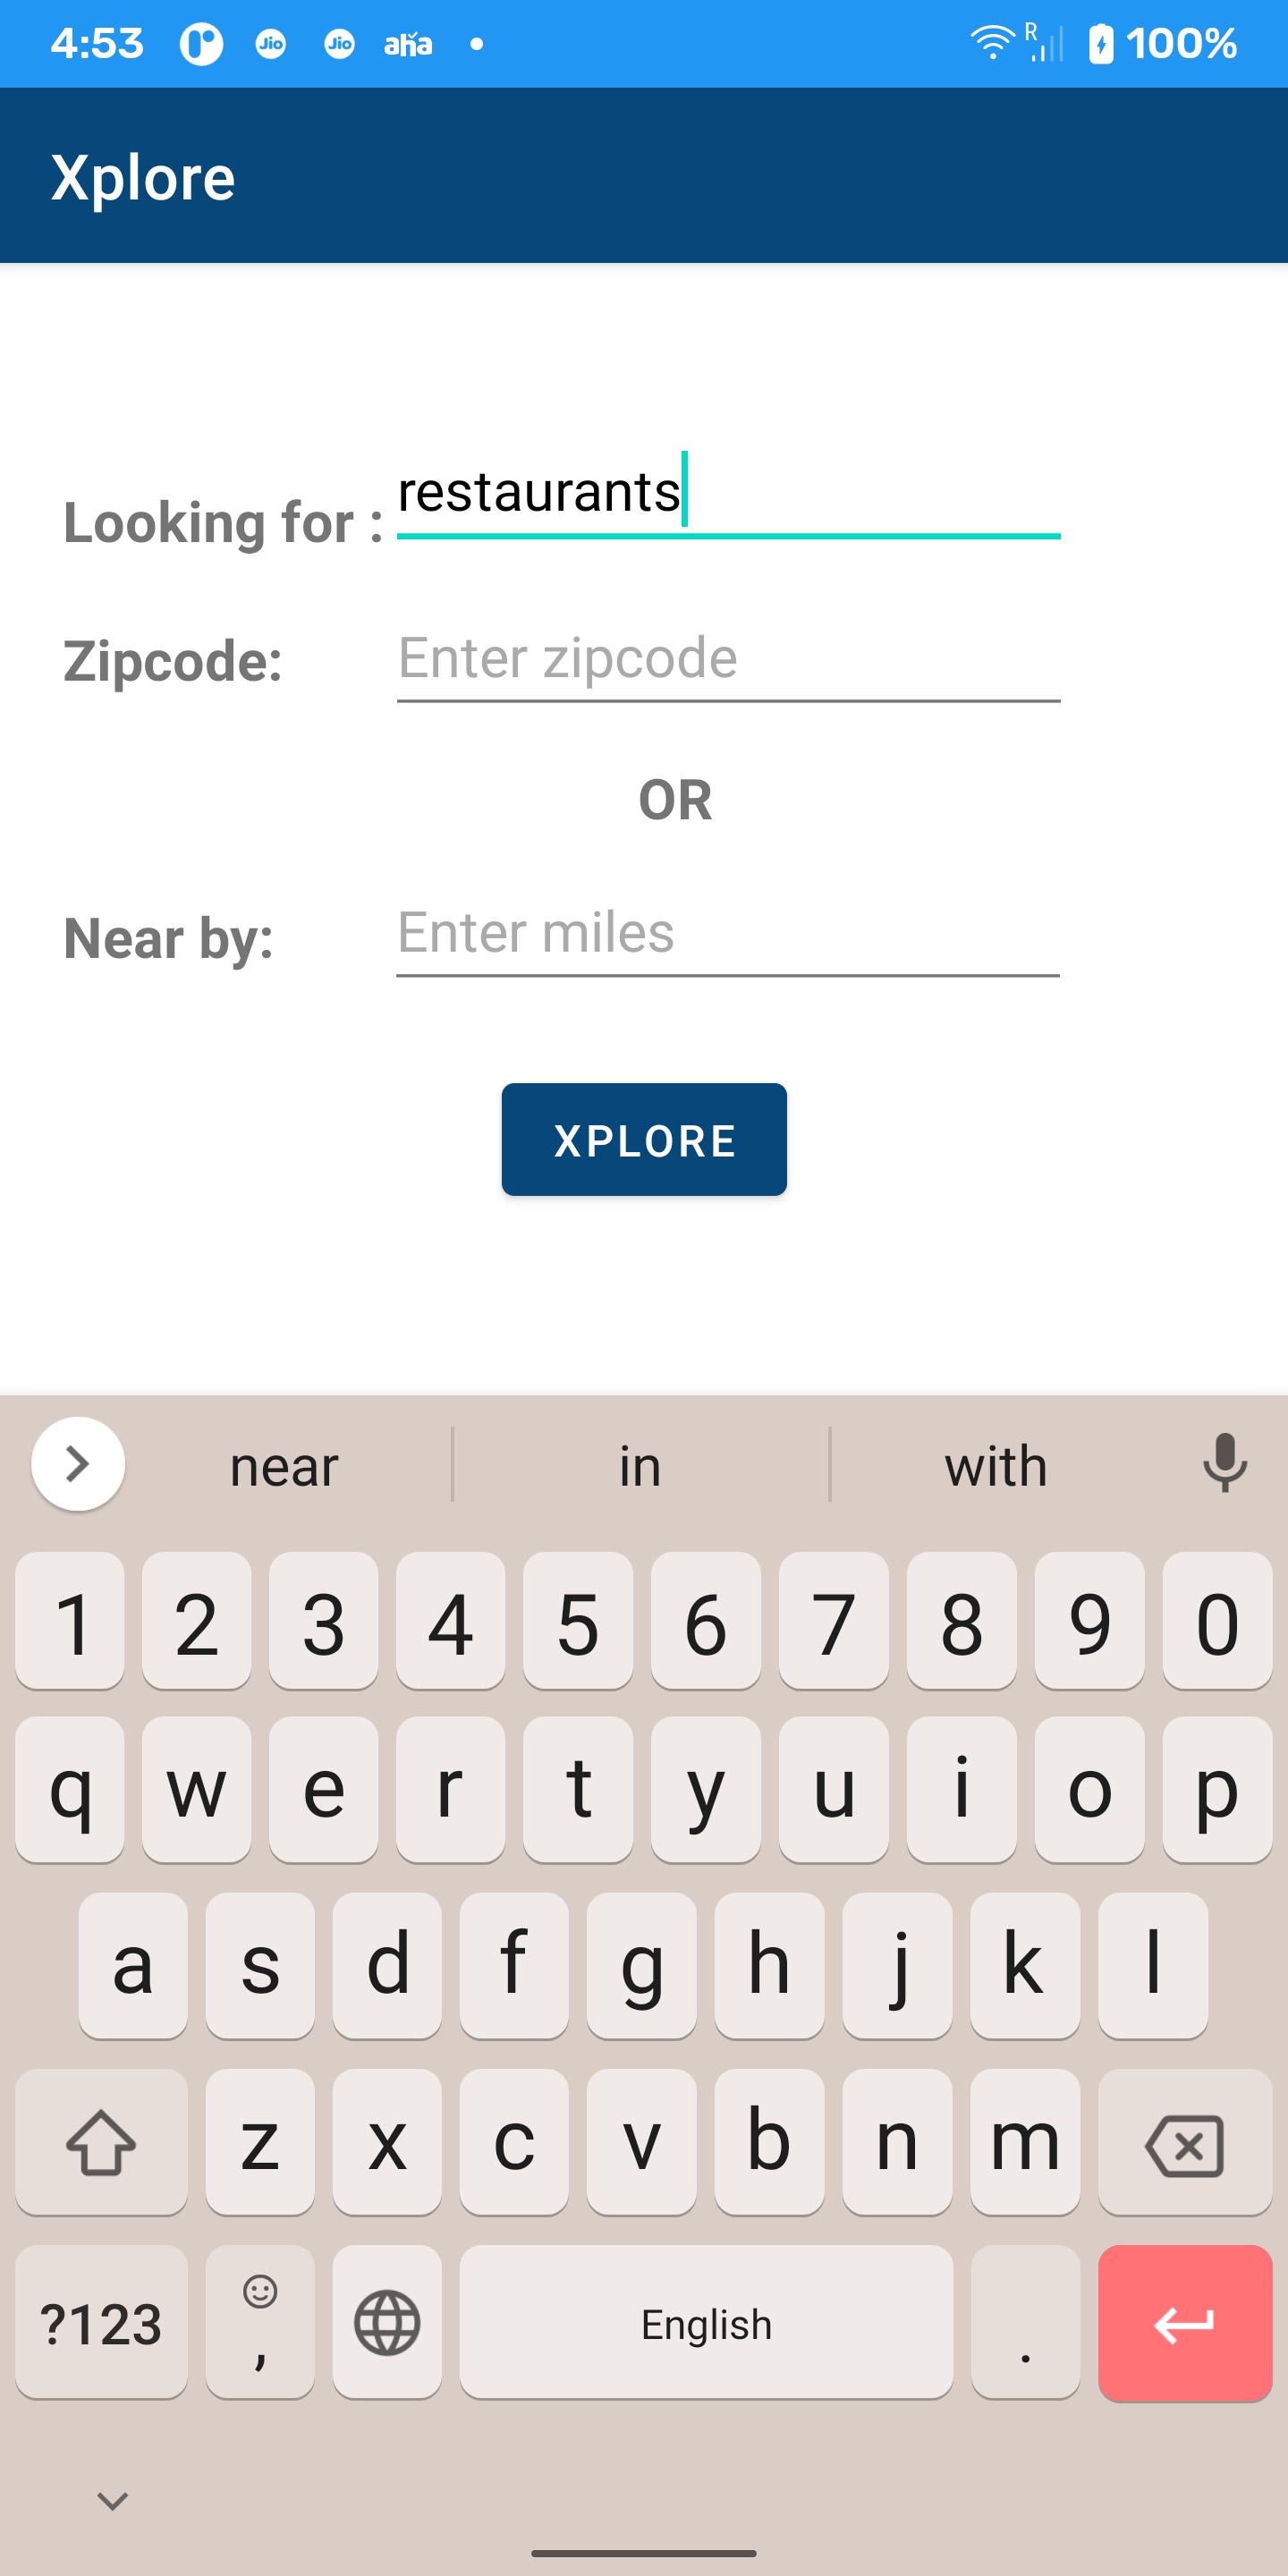 4:53 Jio Jio aha R 100%
Xplore
Looking for : restaurants
Zipcode: Enter zipcode
OR
Near by: Enter miles
XPLORE
near in with
1 2 3 4 5 6 7 8 9 0
q w e r t y u i o p
a s d f g h j k l
z x c v b n m
?123 , English .